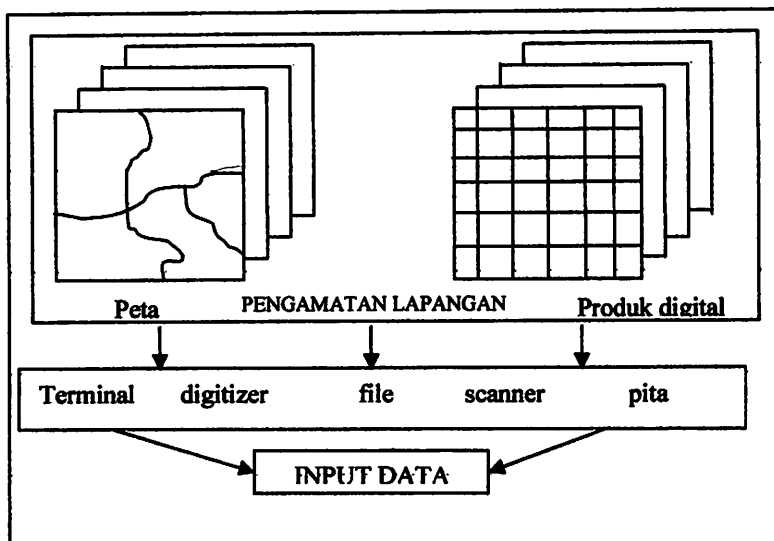 Peta PENGAMATAN LAPANGAN Produk digital
Terminal digitizer file scanner pita
INPUT DATA